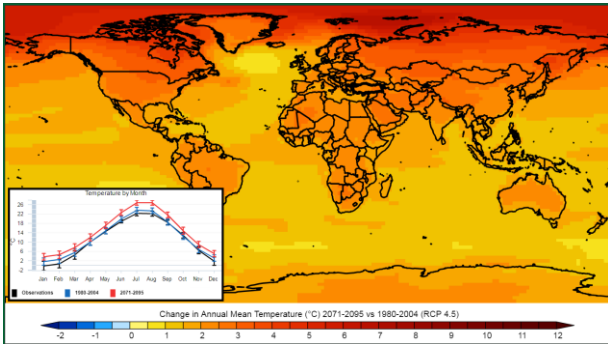 Temperature by Month
26
22
18
14
10
6
2
-2
Jan Feb Mar Apr May Jun Jul Aug Sep Oct Nov Dec
Observations 1980-2004 2071-2095
Change in Annual Mean Temperature (°C) 2071-2095 vs 1980-2004 (RCP 4.5)
-2 -1 0 1 2 3 4 5 6 7 8 9 10 11 12